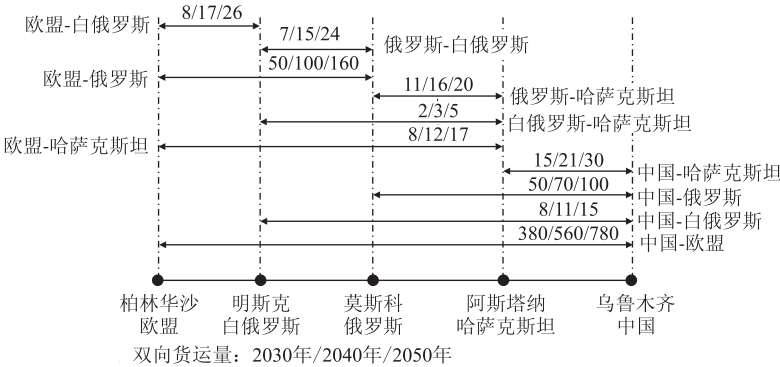 8/17/26
欧盟-白俄罗斯
7/15/24
俄罗斯-白俄罗斯
50/100/160
欧盟-俄罗斯
11/16/20
俄罗斯-哈萨克斯坦
2/3/5
白俄罗斯-哈萨克斯坦
8/12/17
欧盟-哈萨克斯坦
15/21/30
中国-哈萨克斯坦
50/70/100
中国-俄罗斯
8/11/15
中国-白俄罗斯
380/560/780
中国-欧盟
柏林华沙 明斯克 莫斯科 阿斯塔纳 乌鲁木齐
欧盟 白俄罗斯 俄罗斯 哈萨克斯坦 中国
双向货运量：2030年/2040年/2050年